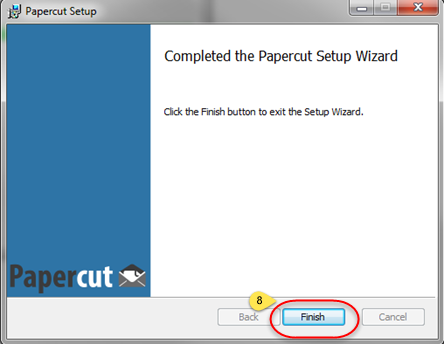 Papercut Setup
Completed the Papercut Setup Wizard
Click the Finish button to exit the Setup Wizard.
Papercut
8
Back Finish Cancel